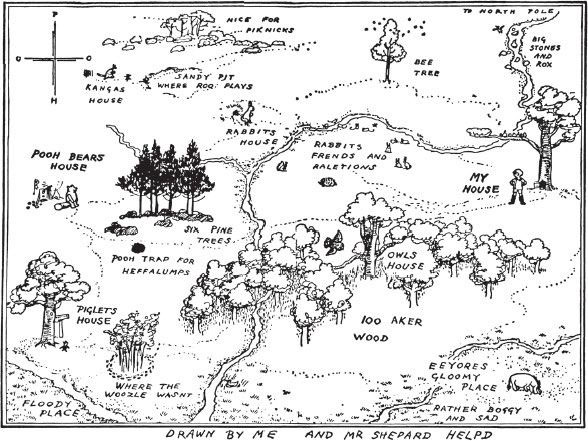 TO NORTH POLE
P
O
O
H
NICE FOR
PIKNICKS
BEE
TREE
BIG
STONES
AND
ROX
KANGAS
HOUSE
SANDY PIT
WHERE ROO PLAYS
RABBITS
HOUSE
RABBITS
FRENDS AND
RALETIONS
POOH BEARS
HOUSE
MY
HOUSE
SIX PINE
TREES
POOH TRAP FOR
HEFFALUMPS
OWLS
HOUSE
PIGLETS
HOUSE
100 AKER
WOOD
WHERE THE
WOOZLE WASNT
FLOODY
PLACE
EEYORES
GLOOMY
PLACE
RATHER BOGGY
AND SAD
DRAWN BY ME AND MR SHEPARD HELPD